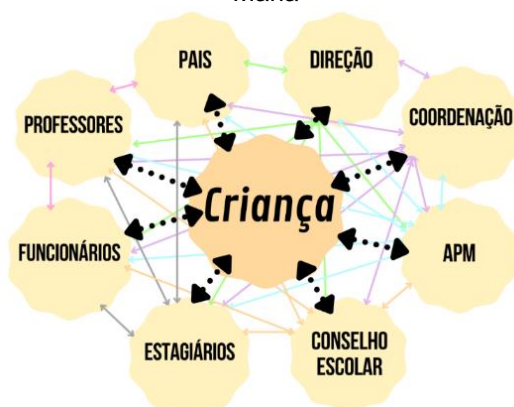 PAIS
DIREÇÃO
PROFESSORES
COORDENAÇÃO
Criança
FUNCIONÁRIOS
APM
ESTAGIÁRIOS
CONSELHO
ESCOLAR